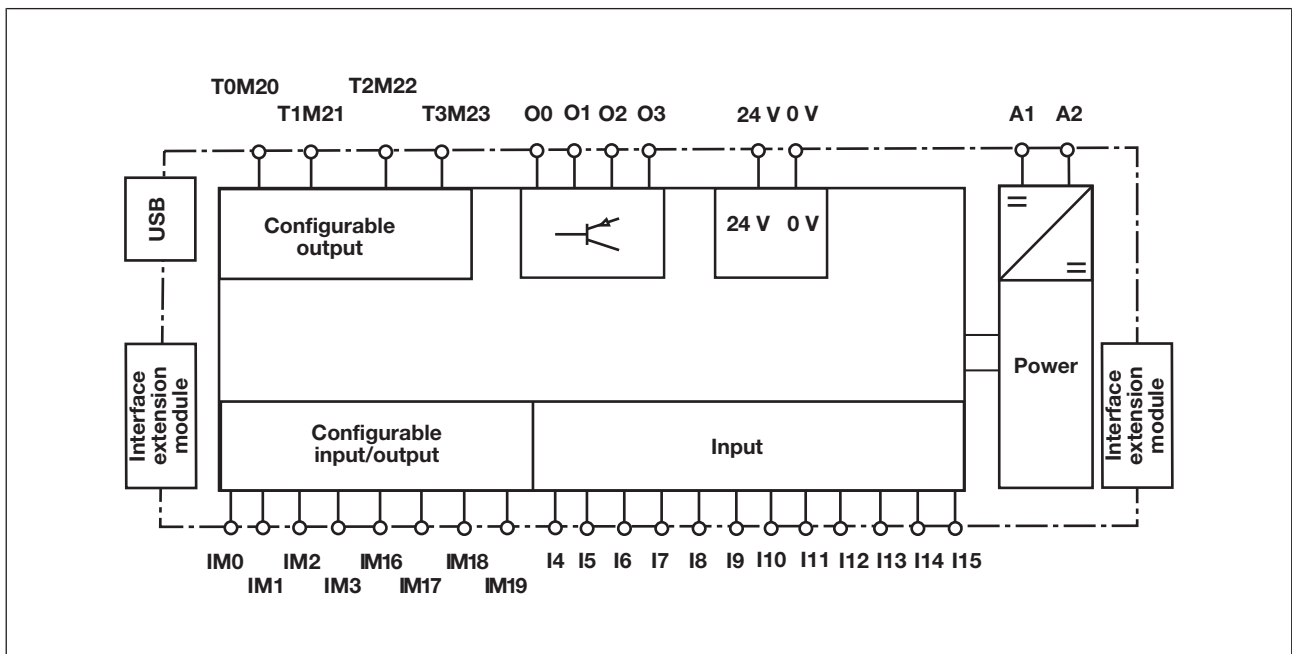 T0M20 T2M22
T1M21 T3M23 O0 O1 O2 O3 24 V 0 V A1 A2
USB
Configurable
output
24 V 0 V
Interface
extension
module
Power
Interface
extension
module
Configurable
input/output
Input
IM0 IM2 IM16 IM18 I4 I5 I6 I7 I8 I9 I10 I11 I12 I13 I14 I15
IM1 IM3 IM17 IM19